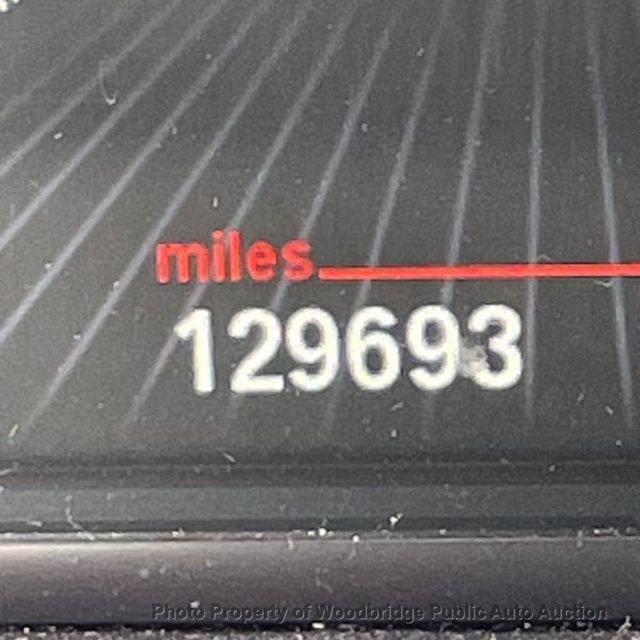 miles
129693
Photo Property of Woodbridge Public Auto Auction